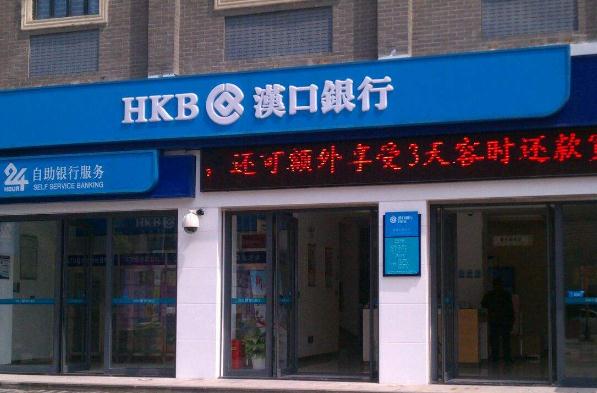 HKB 漢口銀行
，还可额外享受3天容时还款
24 HOUR
自助银行服务
SELF SERVICE BANKING
HKB